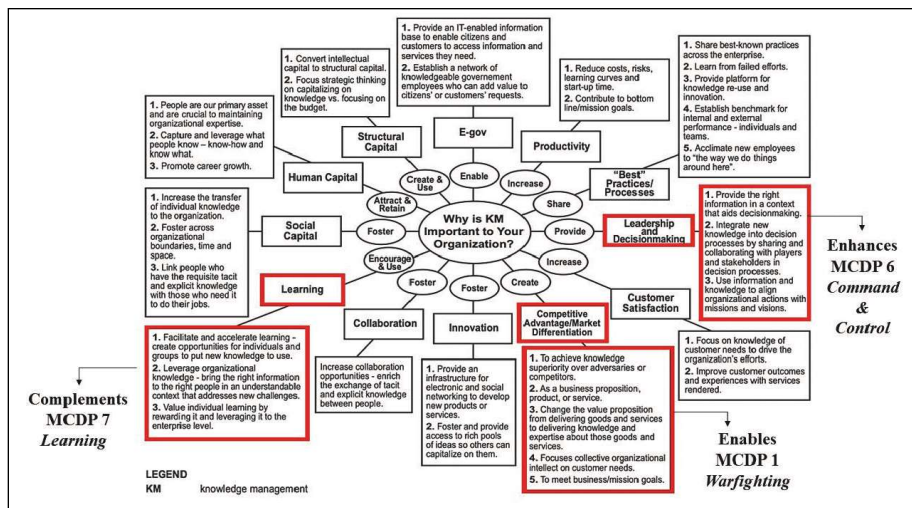 1. Provide an IT-enabled information
base to enable citizens and
customers to access information and
services they need.
2. Establish a network of
knowledgeable governement
employees who can add value to
citizens' or customers' requests.
E-gov
Enable
1. Convert intellectual
capital to structural capital.
2. Focus strategic thinking
on capitalizing on
knowledge vs. focusing on
the budget.
Structural
Capital
Create &
Use
1. Reduce costs, risks,
learning curves and
start-up time.
2. Contribute to bottom
line/mission goals.
Productivity
Increase
1. Share best-known practices
across the enterprise.
2. Learn from failed efforts.
3. Provide platform for
knowledge re-use and
innovation.
4. Establish benchmark for
internal and external
performance - individuals and
teams.
5. Acclimate new employees
to "the way we do things
around here".
"Best"
Practices/
Processes
Share
1. People are our primary asset
and are crucial to maintaining
organizational expertise.
2. Capture and leverage what
people know – know-how and
know what.
3. Promote career growth.
Human Capital
Attract &
Retain
Why is KM
Important to Your
Organization?
1. Increase the transfer
of individual knowledge to
the organization.
2. Foster across
organizational
boundaries, time and
space.
3. Link people who
have the requisite tacit
and explicit knowledge
with those who need it
to do their jobs.
Social
Capital
Foster
Provide
Leadership
and
Decisionmaking
1. Provide the right
information in a context
that aids decisionmaking.
2. Integrate new
knowledge into decision
processes by sharing and
collaborating with players
and stakeholders in
decision processes.
3. Use information and
knowledge to align
organizational actions with
missions and visions.
Enhances
MCDP 6
Command
&
Control
Encourage
& Use
Learning
1. Facilitate and accelerate learning -
create opportunities for individuals and
groups to put new knowledge to use.
2. Leverage organizational
knowledge - bring the right information
to the right people in an understandable
context that addresses new challenges.
3. Value individual learning by
rewarding it and leveraging it to the
enterprise level.
Complements
MCDP 7
Learning
Foster
Collaboration
Increase collaboration
opportunities - enrich
the exchange of tacit
and explicit knowledge
between people.
Foster
Innovation
1. Provide an
infrastructure for
electronic and social
networking to develop
new products or
services.
2. Foster and provide
access to rich pools of
ideas so others can
capitalize on them.
Create
Competitive
Advantage/Market
Differentiation
1. To achieve knowledge
superiority over adversaries or
competitors.
2. As a business proposition,
product, or service.
3. Change the value proposition
from delivering goods and services
to delivering knowledge and
expertise about those goods and
services.
4. Focuses collective organizational
intellect on customer needs.
5. To meet business/mission goals.
Enables
MCDP 1
Warfighting
Increase
Customer
Satisfaction
1. Focus on knowledge of
customer needs to drive the
organization's efforts.
2. Improve customer outcomes
and experiences with services
rendered.
LEGEND
KM knowledge management